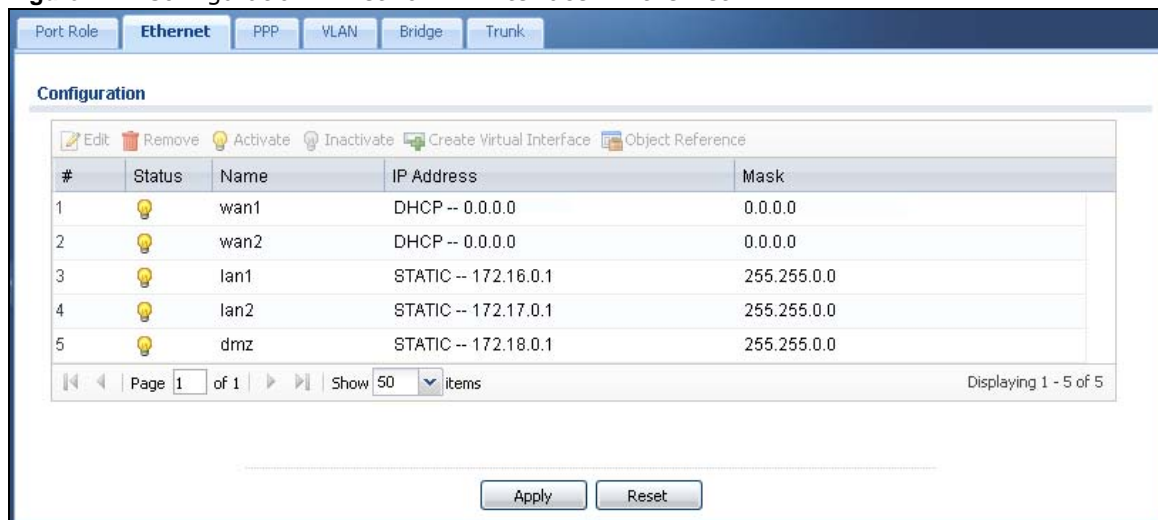 Port Role Ethernet PPP VLAN Bridge Trunk
Configuration
Edit Remove Activate Inactivate Create Virtual Interface Object Reference
# Status Name IP Address Mask
1 wan1 DHCP -- 0.0.0.0 0.0.0.0
2 wan2 DHCP -- 0.0.0.0 0.0.0.0
3 lan1 STATIC -- 172.16.0.1 255.255.0.0
4 lan2 STATIC -- 172.17.0.1 255.255.0.0
5 dmz STATIC -- 172.18.0.1 255.255.0.0
Page 1 of 1 Show 50 items Displaying 1 - 5 of 5
Apply Reset